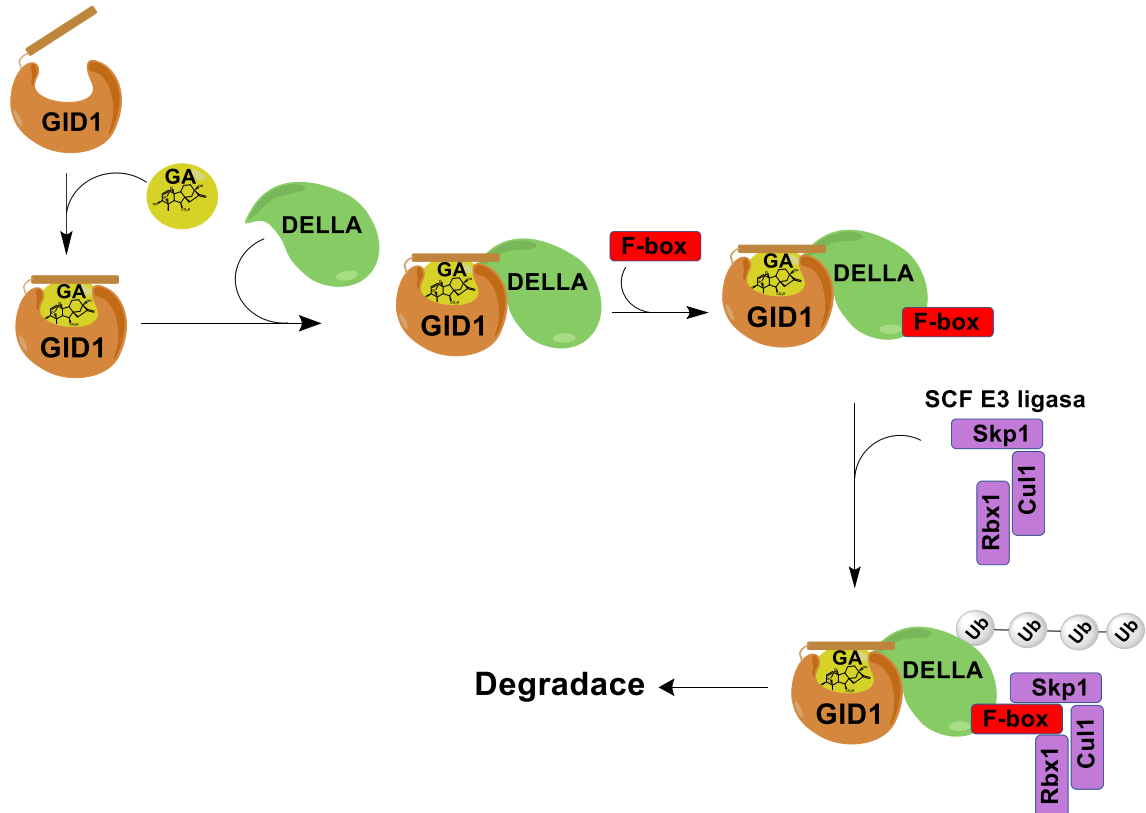 GID1
GA
DELLA
GA
GID1
GA
DELLA
GID1
F-box
GA
DELLA
GID1
F-box
SCF E3 ligasa
Skp1
Cul1
Rbx1
Ub
Ub
Ub
Ub
GA
DELLA
GID1
Skp1
F-box
Cul1
Rbx1
Degradace